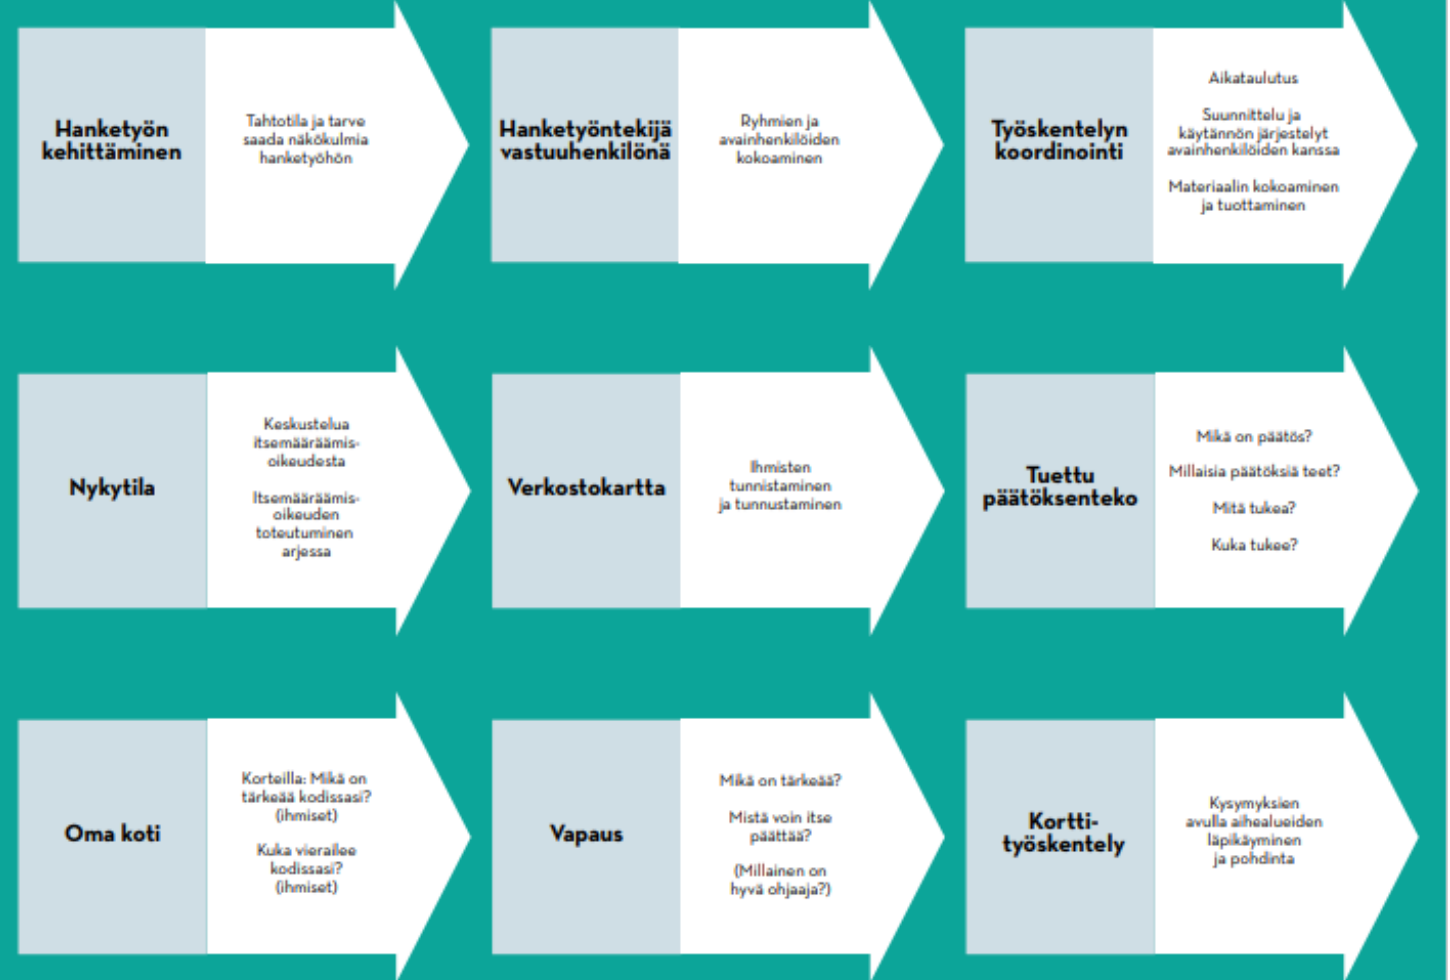 Hanketyön
kehittäminen
Tahtotila ja tarve
saada näkökulmia
hanketyöhön
Hanketyöntekijä
vastuuhenkilönä
Ryhmien ja
avainhenkilöiden
kokoaminen
Työskentelyn
koordinointi
Aikataulutus
Suunnittelu ja
käytännön järjestelyt
avainhenkilöiden kanssa
Materiaalin kokoaminen
ja tuottaminen
Nykytila
Keskustelua
itsemääräämis-
oikeudesta
Itsemääräämis-
oikeuden
toteutuminen
arjessa
Verkostokartta
Ihmisten
tunnistaminen
ja tunnustaminen
Tuettu
päätöksenteko
Mikä on päätös?
Millaisia päätöksiä teet?
Mitä tukea?
Kuka tukee?
Oma koti
Korteilla: Mikä on
tärkeää kodissasi?
(ihmiset)
Kuka vierailee
kodissasi?
(ihmiset)
Vapaus
Mikä on tärkeää?
Mistä voin itse
päättää?
(Millainen on
hyvä ohjaaja?)
Kortti-
työskentely
Kysymyksien
avulla aihealueiden
läpikäyminen
ja pohdinta